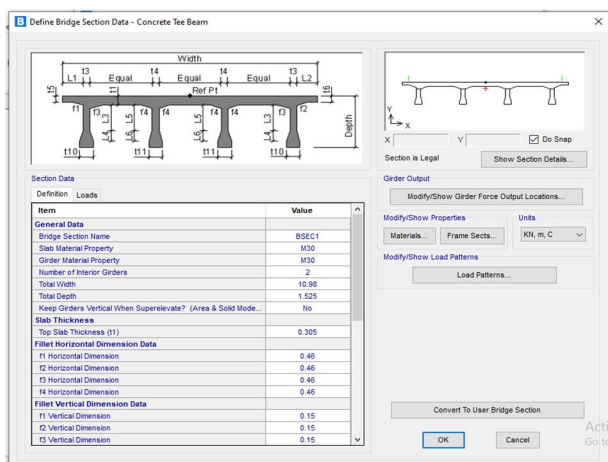 B Define Bridge Section Data - Concrete Tee Beam
Width
L1 t3 Equal t4 Equal t4 Equal t3 L2
t5 t1 Ref Pt t6
f1 f3 L3 L5 f4 f4 L5 L3 f3 f2 Depth
L4 L6 L6 L4
t10 t11 t11 t10
Y
X
X Y Do Snap
Section is Legal Show Section Details...
Section Data
Definition Loads
Item Value
General Data
Bridge Section Name BSEC1
Slab Material Property M30
Girder Material Property M30
Number of Interior Girders 2
Total Width 10.98
Total Depth 1.525
Keep Girders Vertical When Superelevate? (Area & Solid Mode... No
Slab Thickness
Top Slab Thickness (t1) 0.305
Fillet Horizontal Dimension Data
f1 Horizontal Dimension 0.46
f2 Horizontal Dimension 0.46
f3 Horizontal Dimension 0.46
f4 Horizontal Dimension 0.46
Fillet Vertical Dimension Data
f1 Vertical Dimension 0.15
f2 Vertical Dimension 0.15
f3 Vertical Dimension 0.15
Girder Output
Modify/Show Girder Force Output Locations...
Modify/Show Properties Units
Materials... Frame Sects... KN, m, C
Modify/Show Load Patterns
Load Patterns...
Convert To User Bridge Section
OK Cancel
Acti
Go to